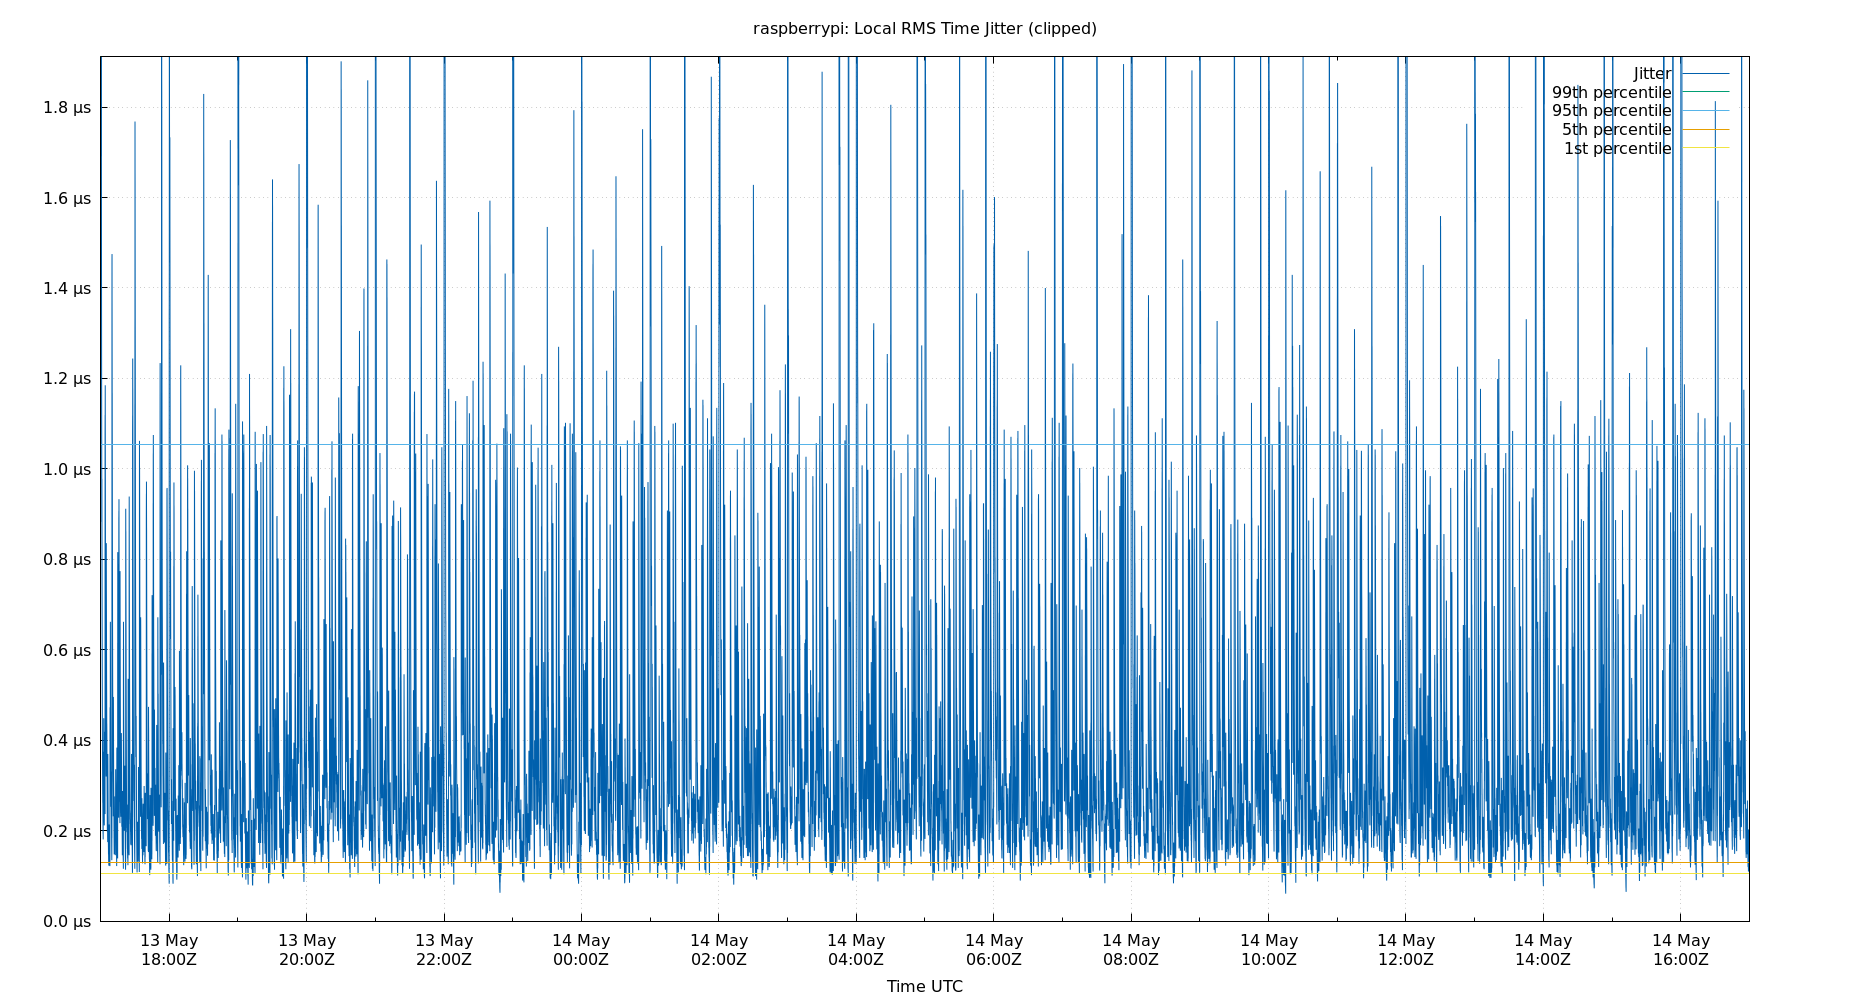 raspberrypi: Local RMS Time Jitter (clipped)
Jitter
99th percentile
95th percentile
5th percentile
1st percentile
1.8 µs
1.6 µs
1.4 µs
1.2 µs
1.0 µs
0.8 µs
0.6 µs
0.4 µs
0.2 µs
0.0 µs
13 May 13 May 13 May 14 May 14 May 14 May 14 May 14 May 14 May 14 May 14 May 14 May
18:00Z 20:00Z 22:00Z 00:00Z 02:00Z 04:00Z 06:00Z 08:00Z 10:00Z 12:00Z 14:00Z 16:00Z
Time UTC